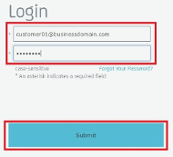 Login
* customer01@businessdomain.com
* ••••••••
case-sensitive Forgot Your Password?
* An asterisk indicates a required field
Submit